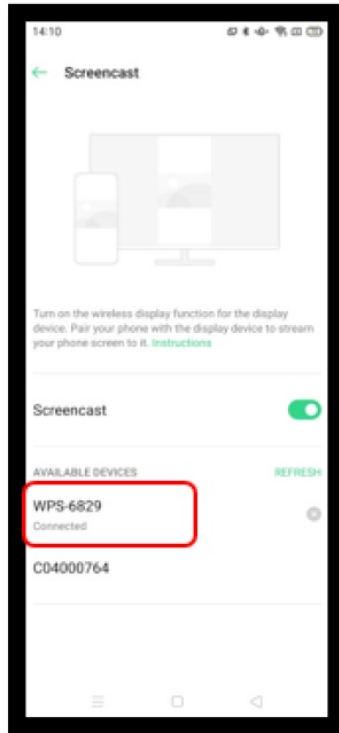 14:10
Screencast
Turn on the wireless display function for the display
device. Pair your phone with the display device to stream
your phone screen to it. Instructions
Screencast
AVAILABLE DEVICES REFRESH
WPS-6829
Connected
C04000764